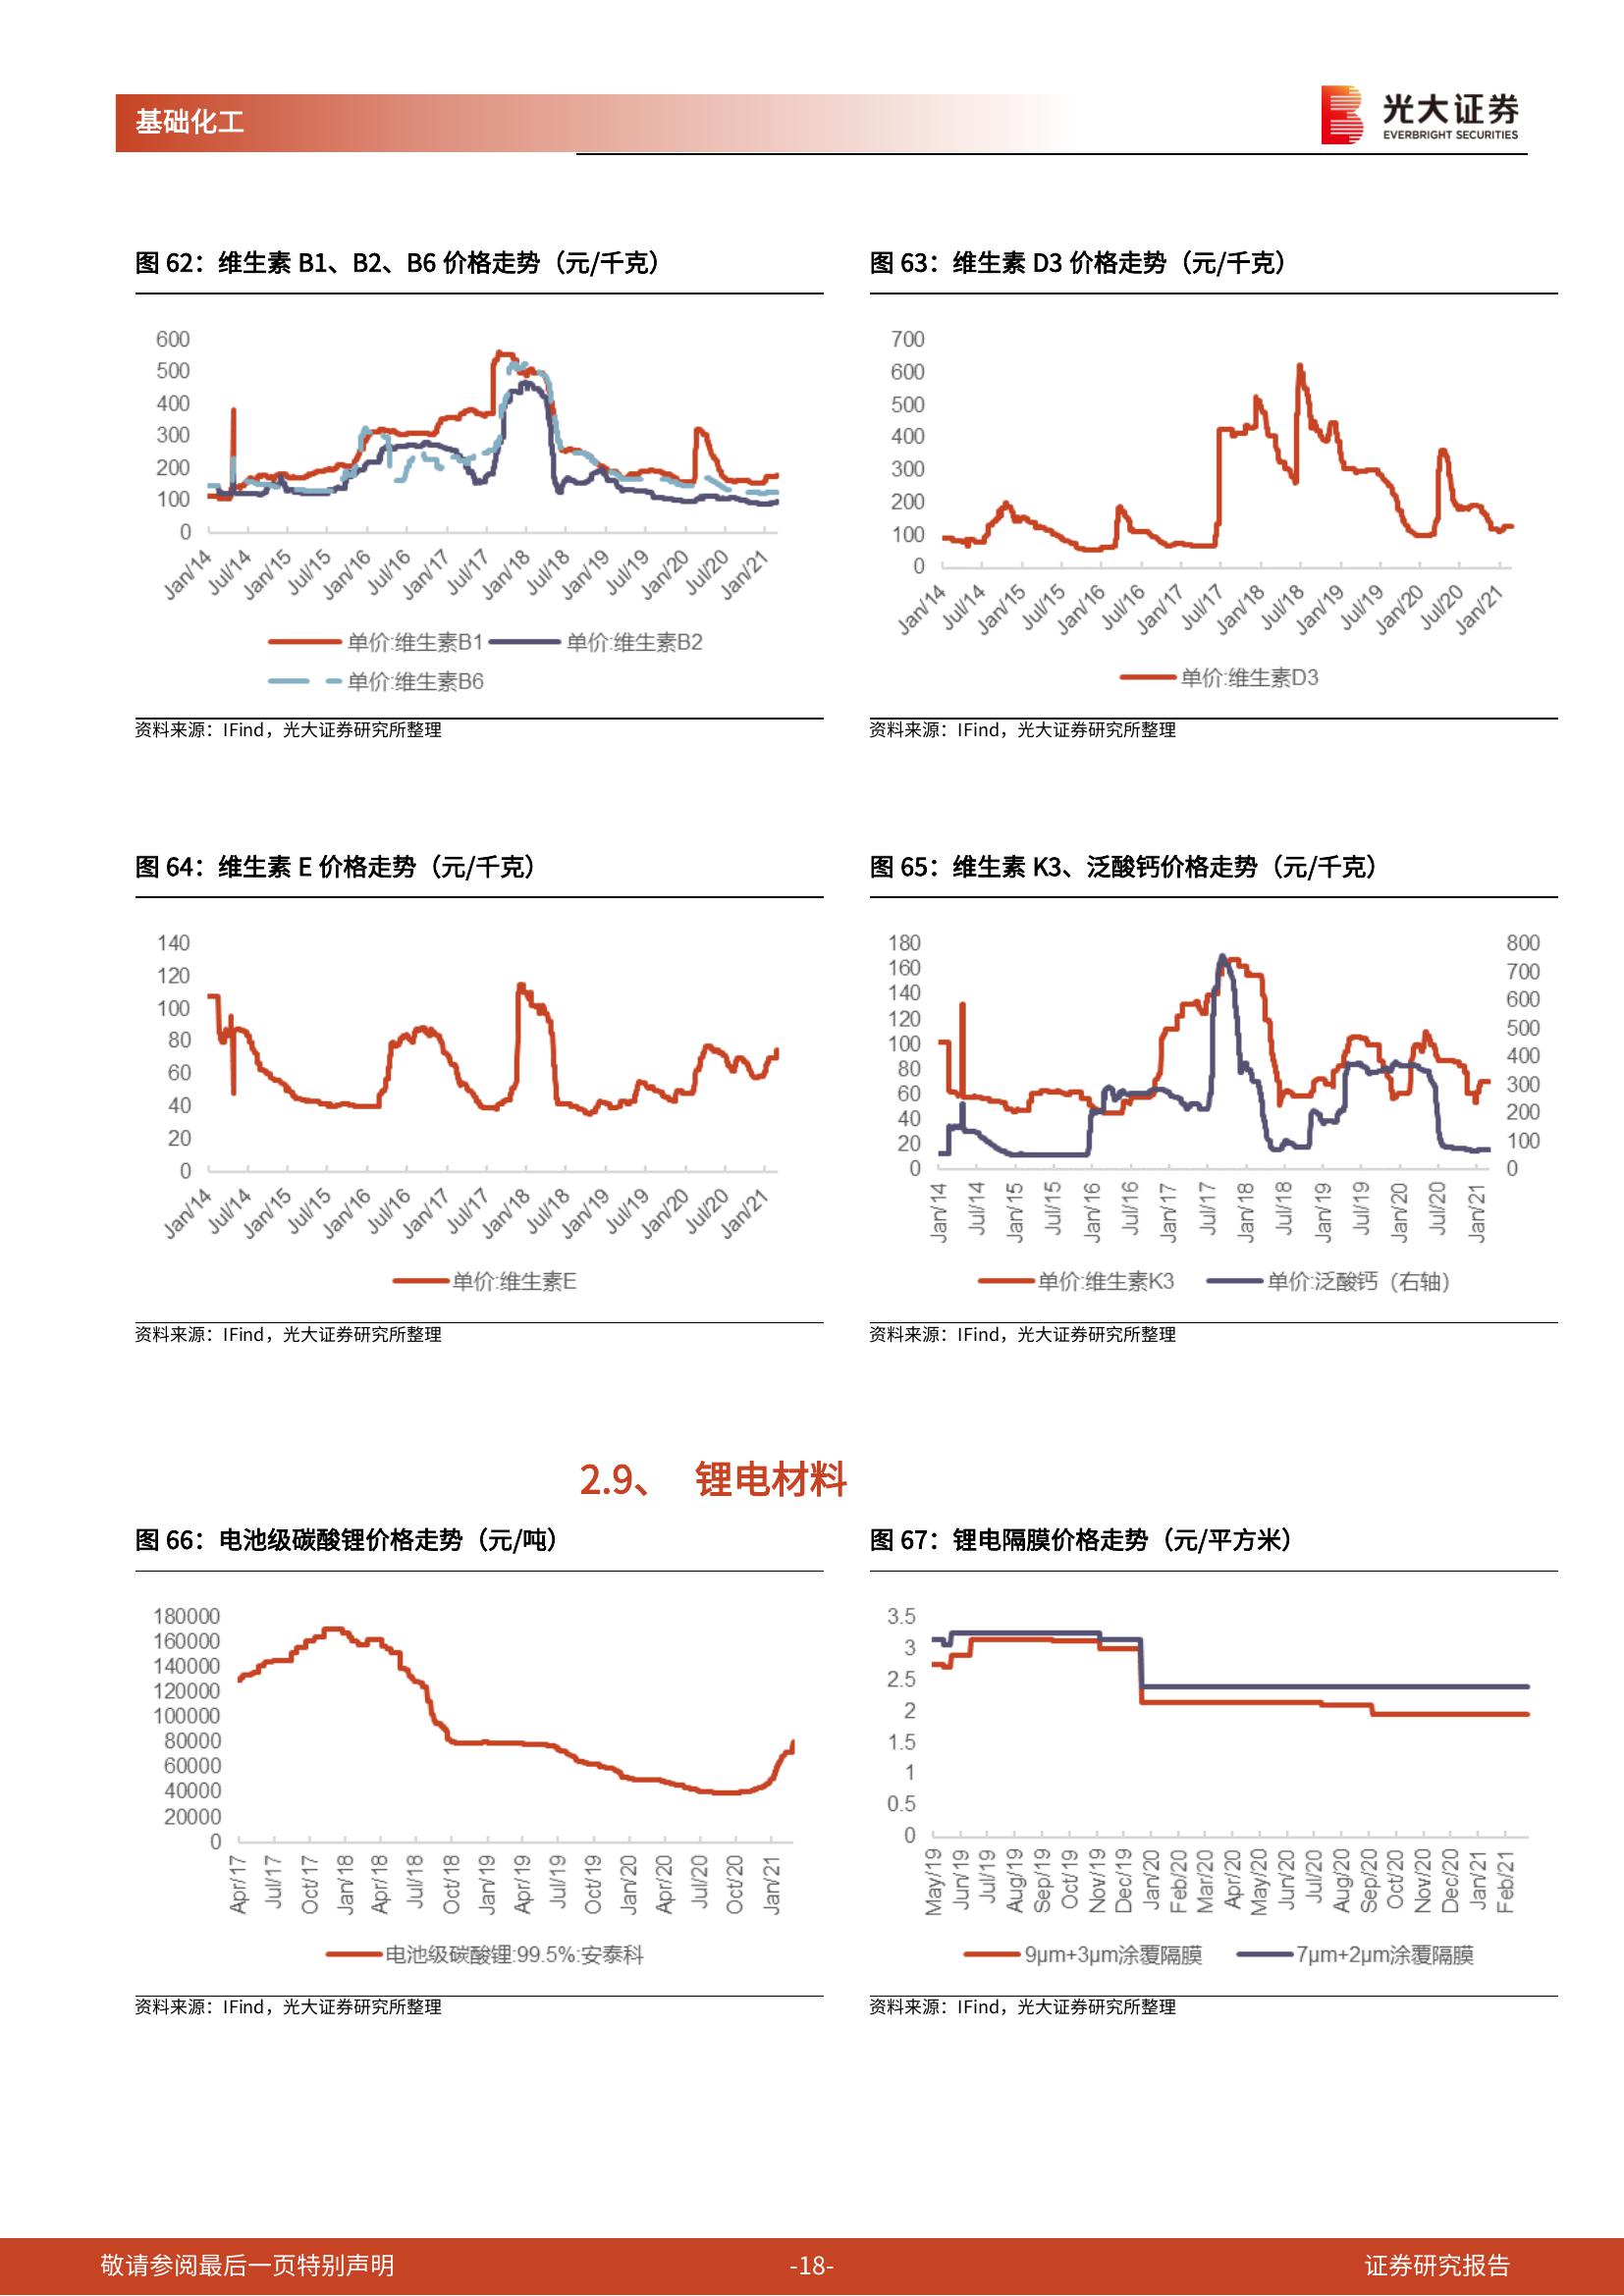 基础化工
光大证券
EVERBRIGHT SECURITIES
图 62：维生素 B1、B2、B6 价格走势（元/千克）
600
500
400
300
200
100
0
Jan/14 Jul/14 Jan/15 Jul/15 Jan/16 Jul/16 Jan/17 Jul/17 Jan/18 Jul/18 Jan/19 Jul/19 Jan/20 Jul/20 Jan/21
单价:维生素B1 单价:维生素B2
单价:维生素B6
资料来源：IFind，光大证券研究所整理
图 63：维生素 D3 价格走势（元/千克）
700
600
500
400
300
200
100
0
Jan/14 Jul/14 Jan/15 Jul/15 Jan/16 Jul/16 Jan/17 Jul/17 Jan/18 Jul/18 Jan/19 Jul/19 Jan/20 Jul/20 Jan/21
单价:维生素D3
资料来源：IFind，光大证券研究所整理
图 64：维生素 E 价格走势（元/千克）
140
120
100
80
60
40
20
0
Jan/14 Jul/14 Jan/15 Jul/15 Jan/16 Jul/16 Jan/17 Jul/17 Jan/18 Jul/18 Jan/19 Jul/19 Jan/20 Jul/20 Jan/21
单价:维生素E
资料来源：IFind，光大证券研究所整理
图 65：维生素 K3、泛酸钙价格走势（元/千克）
180
160
140
120
100
80
60
40
20
0
800
700
600
500
400
300
200
100
0
Jan/14 Jul/14 Jan/15 Jul/15 Jan/16 Jul/16 Jan/17 Jul/17 Jan/18 Jul/18 Jan/19 Jul/19 Jan/20 Jul/20 Jan/21
单价:维生素K3 单价:泛酸钙（右轴）
资料来源：IFind，光大证券研究所整理
2.9、 锂电材料
图 66：电池级碳酸锂价格走势（元/吨）
180000
160000
140000
120000
100000
80000
60000
40000
20000
0
Apr/17 Jul/17 Oct/17 Jan/18 Apr/18 Jul/18 Oct/18 Jan/19 Apr/19 Jul/19 Oct/19 Jan/20 Apr/20 Jul/20 Oct/20 Jan/21
电池级碳酸锂:99.5%:安泰科
资料来源：IFind，光大证券研究所整理
图 67：锂电隔膜价格走势（元/平方米）
3.5
3
2.5
2
1.5
1
0.5
0
May/19 Jun/19 Jul/19 Aug/19 Sep/19 Oct/19 Nov/19 Dec/19 Jan/20 Feb/20 Mar/20 Apr/20 May/20 Jun/20 Jul/20 Aug/20 Sep/20 Oct/20 Nov/20 Dec/20 Jan/21 Feb/21
9μm+3μm涂覆隔膜 7μm+2μm涂覆隔膜
资料来源：IFind，光大证券研究所整理
敬请参阅最后一页特别声明
-18-
证券研究报告